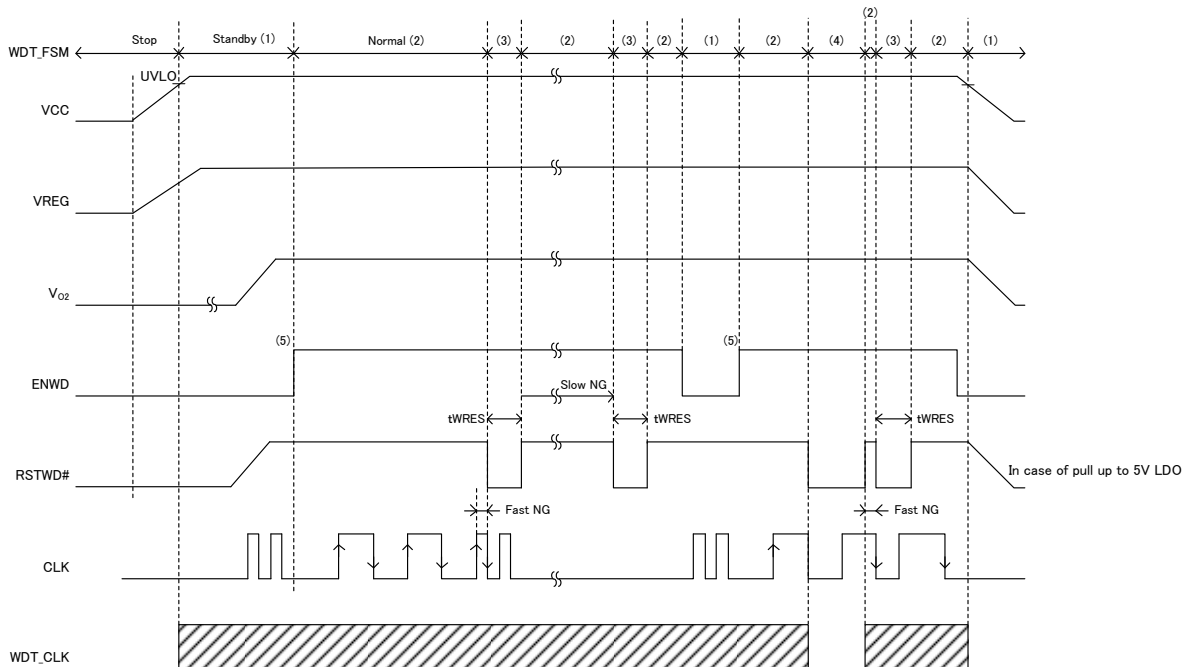 (2)
WDT_FSM Stop Standby (1) Normal (2) (3) (2) (3) (2) (1) (2) (4) (3) (2) (1)
UVLO
VCC
VREG
VO2
(5) (5)
ENWD
Slow NG
tWRES tWRES tWRES
RSTWD#
In case of pull up to 5V LDO
Fast NG Fast NG
CLK
WDT_CLK